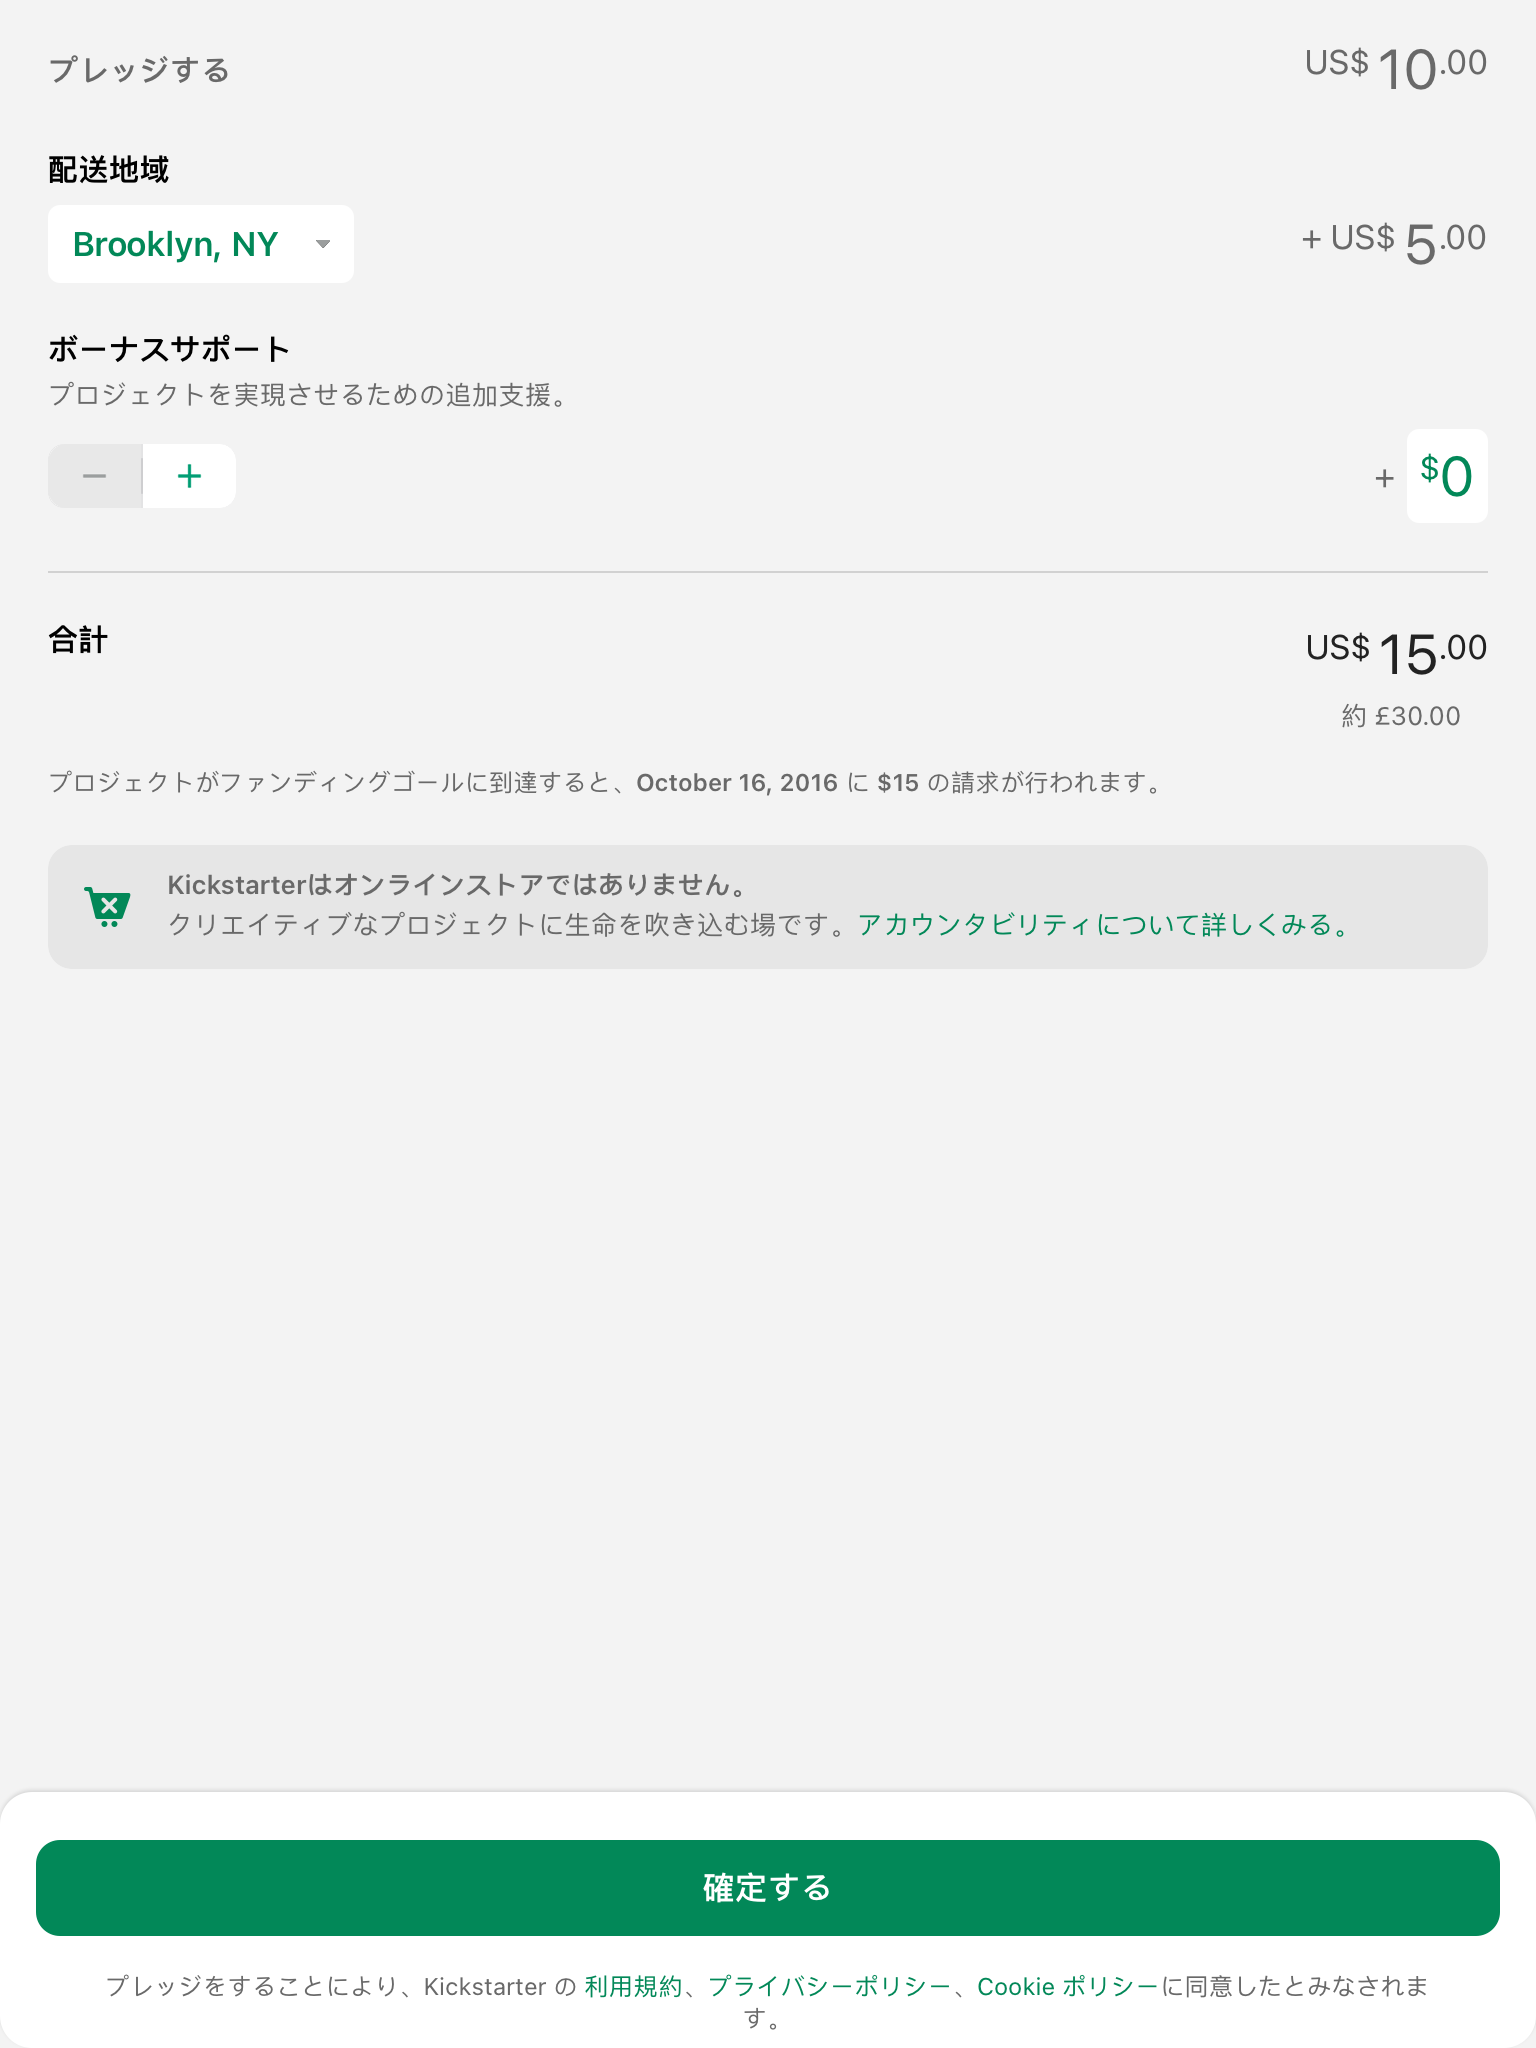 プレッジする
US$ 10.00
配送地域
Brooklyn, NY
+ US$ 5.00
ボーナスサポート
プロジェクトを実現させるための追加支援。
− +
+ $0
合計
US$ 15.00
約 £30.00
プロジェクトがファンディングゴールに到達すると、October 16, 2016 に $15 の請求が行われます。
Kickstarterはオンラインストアではありません。
クリエイティブなプロジェクトに生命を吹き込む場です。アカウンタビリティについて詳しくみる。
確定する
プレッジをすることにより、Kickstarter の 利用規約、プライバシーポリシー、Cookie ポリシーに同意したとみなされま
す。